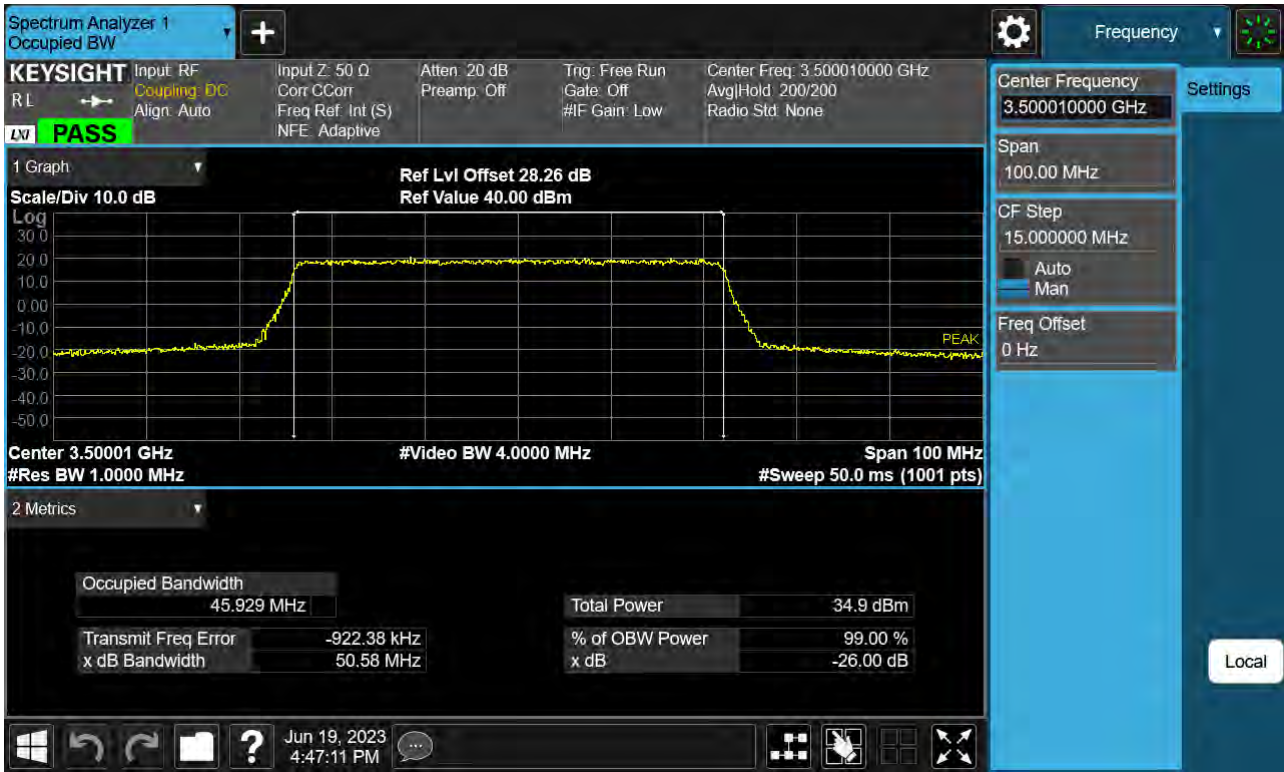 Spectrum Analyzer 1
Occupied BW
+
Frequency
KEYSIGHT
RL
LXI PASS
Input: RF
Coupling: DC
Align: Auto
Input Z: 50 Ω
Corr CCorr
Freq Ref: Int (S)
NFE: Adaptive
Atten: 20 dB
Preamp: Off
Trig: Free Run
Gate: Off
#IF Gain: Low
Center Freq: 3.500010000 GHz
Avg|Hold: 200/200
Radio Std: None
1 Graph
Scale/Div 10.0 dB
Ref Lvl Offset 28.26 dB
Ref Value 40.00 dBm
Log
30.0
20.0
10.0
0.00
-10.0
-20.0
-30.0
-40.0
-50.0
PEAK
Center 3.50001 GHz
#Res BW 1.0000 MHz
#Video BW 4.0000 MHz
Span 100 MHz
#Sweep 50.0 ms (1001 pts)
2 Metrics
Occupied Bandwidth
45.929 MHz
Transmit Freq Error -922.38 kHz
x dB Bandwidth 50.58 MHz
Total Power 34.9 dBm
% of OBW Power 99.00 %
x dB -26.00 dB
Center Frequency
3.500010000 GHz
Settings
Span
100.00 MHz
CF Step
15.000000 MHz
Auto
Man
Freq Offset
0 Hz
Local
?
Jun 19, 2023
4:47:11 PM